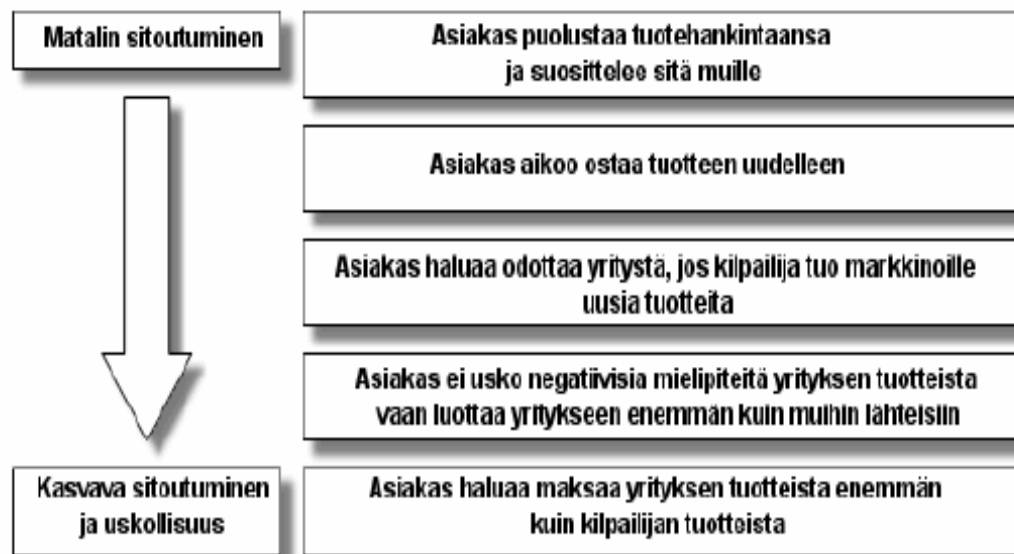 Matalin sitoutuminen
Asiakas puolustaa tuotehankintaansa
ja suosittelee sitä muille
Asiakas aikoo ostaa tuotteen uudelleen
Asiakas haluaa odottaa yritystä, jos kilpailija tuo markkinoille
uusia tuotteita
Asiakas ei usko negatiivisia mielipiteitä yrityksen tuotteista
vaan luottaa yritykseen enemmän kuin muihin lähteisiin
Kasvava sitoutuminen
ja uskollisuus
Asiakas haluaa maksaa yrityksen tuotteista enemmän
kuin kilpailijan tuotteista